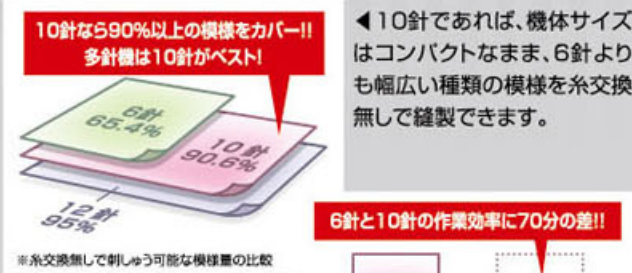 10針なら90%以上の模様をカバー!!
多針機は10針がベスト!
◀10針であれば、機体サイズ
はコンパクトなまま、6針より
も幅広い種類の模様を糸交換
無しで縫製できます。
6針
65.4%
10針
90.6%
12針
95%
※糸交換無しで刺しゅう可能な模様量の比較
6針と10針の作業効率に70分の差!!